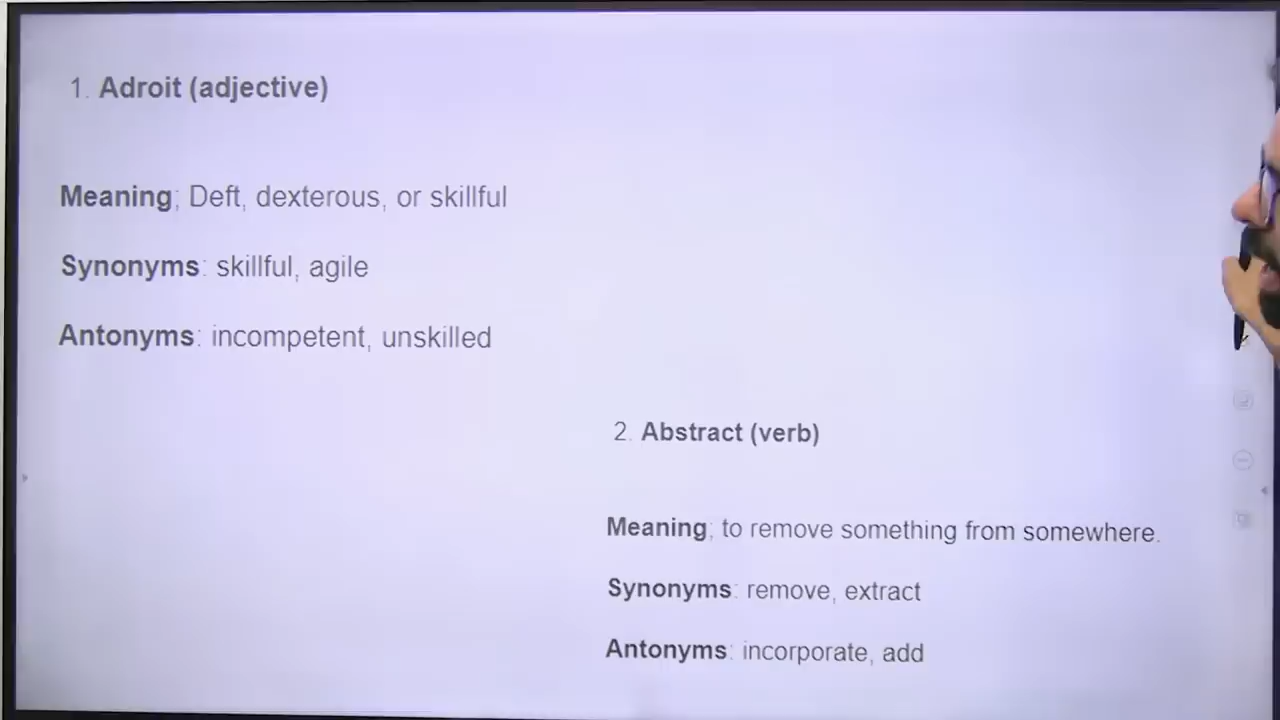 1. Adroit (adjective)
Meaning; Deft, dexterous, or skillful
Synonyms: skillful, agile
Antonyms: incompetent, unskilled
2. Abstract (verb)
Meaning; to remove something from somewhere.
Synonyms: remove, extract
Antonyms: incorporate, add